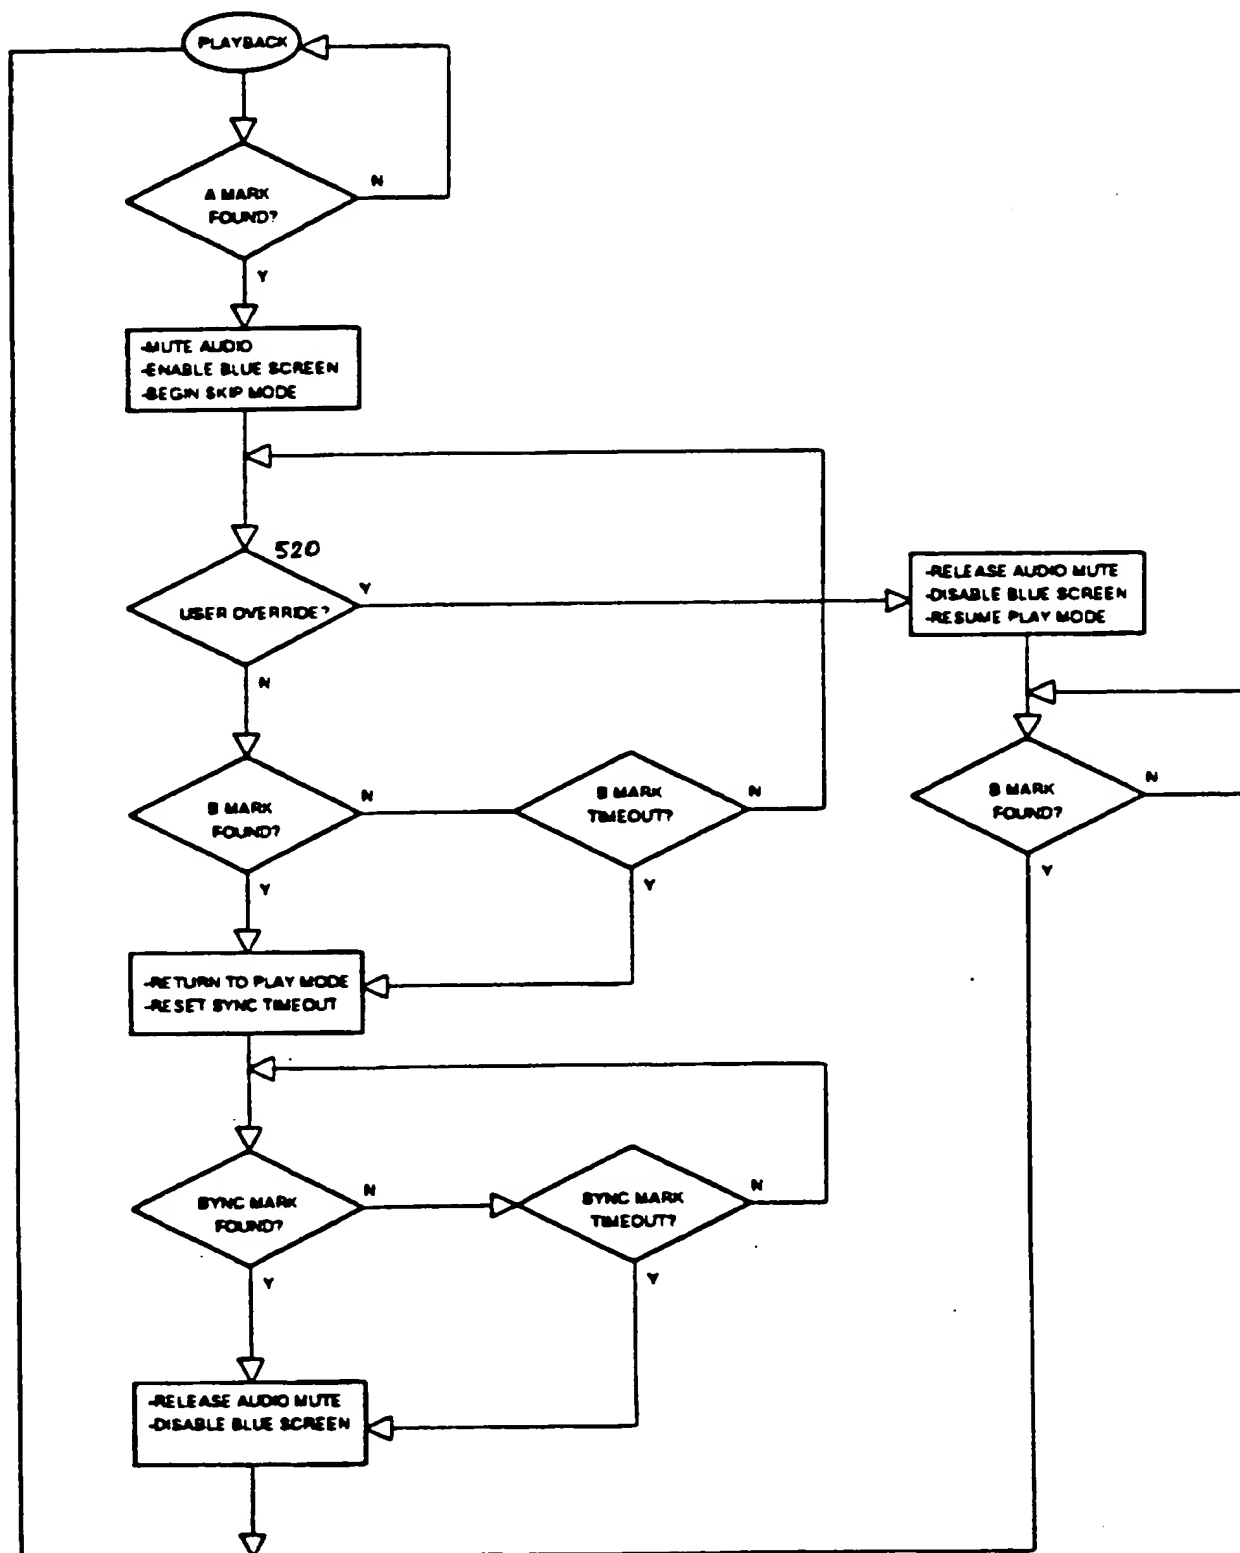 PLAYBACK
A MARK
FOUND?
N
Y
-MUTE AUDIO
-ENABLE BLUE SCREEN
-BEGIN SKIP MODE
520
USER OVERRIDE?
Y
N
-RELEASE AUDIO MUTE
-DISABLE BLUE SCREEN
-RESUME PLAY MODE
B MARK
FOUND?
N
Y
B MARK
TIMEOUT?
N
Y
B MARK
FOUND?
N
Y
-RETURN TO PLAY MODE
-RESET SYNC TIMEOUT
SYNC MARK
FOUND?
N
Y
SYNC MARK
TIMEOUT?
N
Y
-RELEASE AUDIO MUTE
-DISABLE BLUE SCREEN